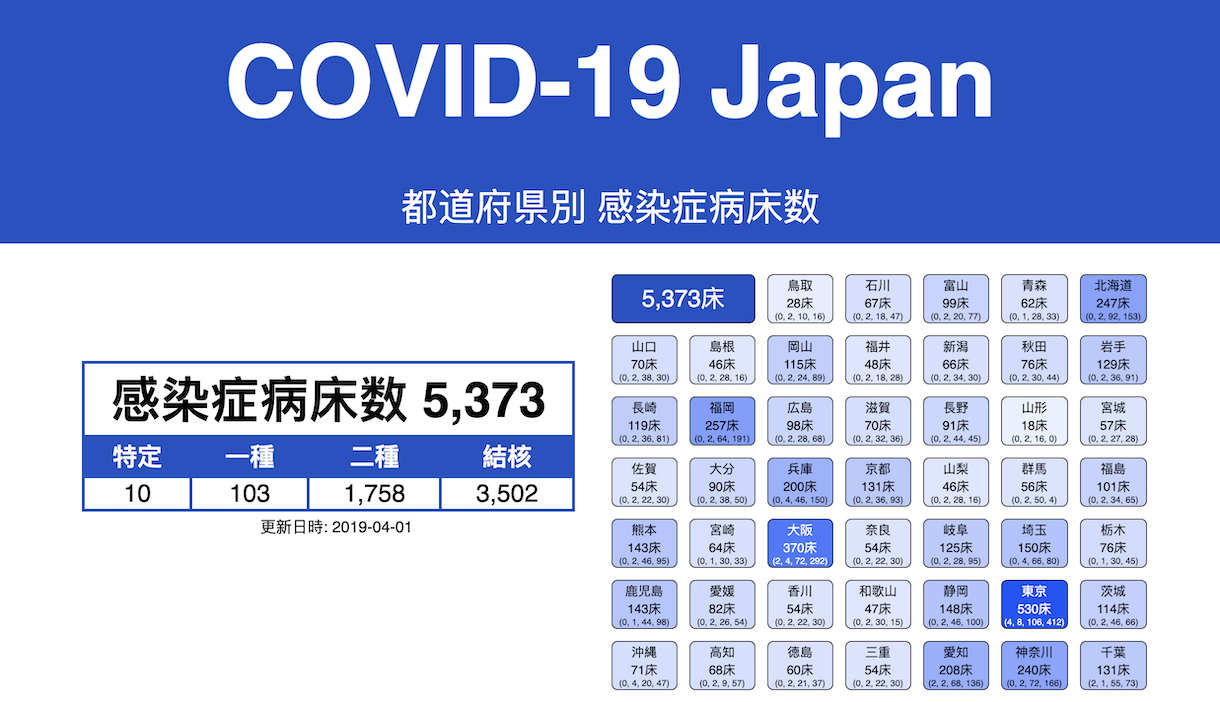 COVID-19 Japan
都道府県別 感染症病床数
感染症病床数 5,373
特定 一種 二種 結核
10 103 1,758 3,502
更新日時: 2019-04-01
5,373床
鳥取
28床
(0, 2, 10, 16)
石川
67床
(0, 2, 18, 47)
富山
99床
(0, 2, 20, 77)
青森
62床
(0, 1, 28, 33)
北海道
247床
(0, 2, 92, 153)
山口
70床
(0, 2, 38, 30)
島根
46床
(0, 2, 28, 16)
岡山
115床
(0, 2, 24, 89)
福井
48床
(0, 2, 18, 28)
新潟
66床
(0, 2, 34, 30)
秋田
76床
(0, 2, 30, 44)
岩手
129床
(0, 2, 36, 91)
長崎
119床
(0, 2, 36, 81)
福岡
257床
(0, 2, 64, 191)
広島
98床
(0, 2, 28, 68)
滋賀
70床
(0, 2, 32, 36)
長野
91床
(0, 2, 44, 45)
山形
18床
(0, 2, 16, 0)
宮城
57床
(0, 2, 27, 28)
佐賀
54床
(0, 2, 22, 30)
大分
90床
(0, 2, 38, 50)
兵庫
200床
(0, 4, 46, 150)
京都
131床
(0, 2, 36, 93)
山梨
46床
(0, 2, 28, 16)
群馬
56床
(0, 2, 50, 4)
福島
101床
(0, 2, 34, 65)
熊本
143床
(0, 2, 46, 95)
宮崎
64床
(0, 1, 30, 33)
大阪
370床
(2, 4, 72, 292)
奈良
54床
(0, 2, 22, 30)
岐阜
125床
(0, 2, 28, 95)
埼玉
150床
(0, 4, 66, 80)
栃木
76床
(0, 1, 30, 45)
鹿児島
143床
(0, 1, 44, 98)
愛媛
82床
(0, 2, 26, 54)
香川
54床
(0, 2, 22, 30)
和歌山
47床
(0, 2, 30, 15)
静岡
148床
(0, 2, 46, 100)
東京
530床
(4, 8, 106, 412)
茨城
114床
(0, 2, 46, 66)
沖縄
71床
(0, 4, 20, 47)
高知
68床
(0, 2, 9, 57)
徳島
60床
(0, 2, 21, 37)
三重
54床
(0, 2, 22, 30)
愛知
208床
(2, 2, 68, 136)
神奈川
240床
(0, 2, 72, 166)
千葉
131床
(2, 1, 55, 73)